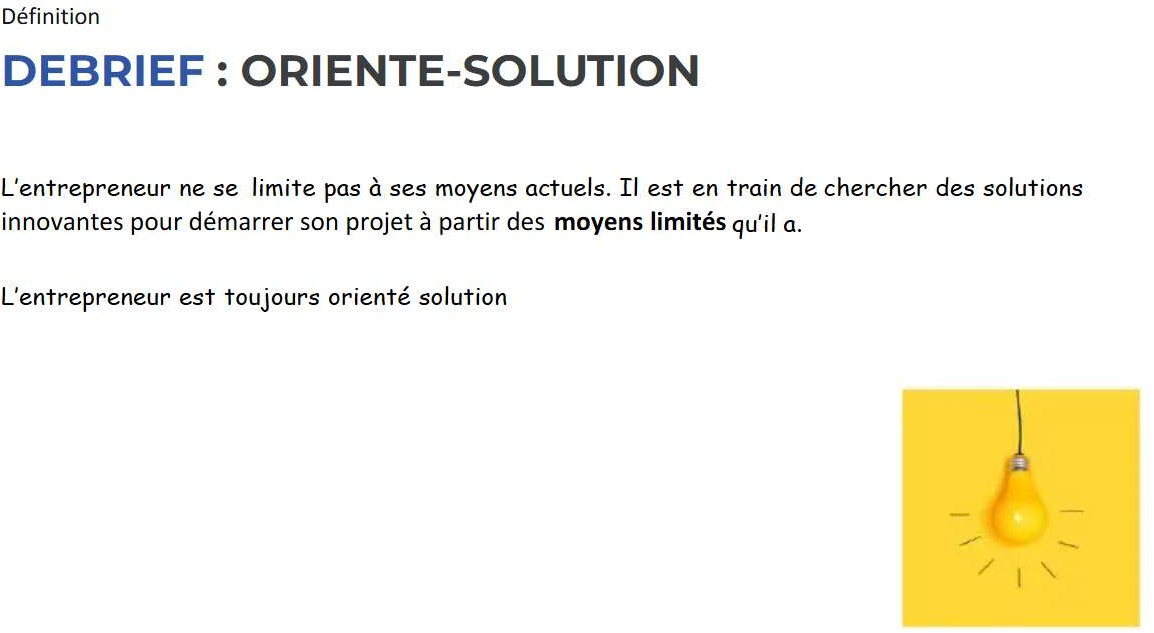 Définition
DEBRIEF : ORIENTE-SOLUTION
L'entrepreneur ne se limite pas à ses moyens actuels. Il est en train de chercher des solutions
innovantes pour démarrer son projet à partir des moyens limités qu'il a.
L'entrepreneur est toujours orienté solution